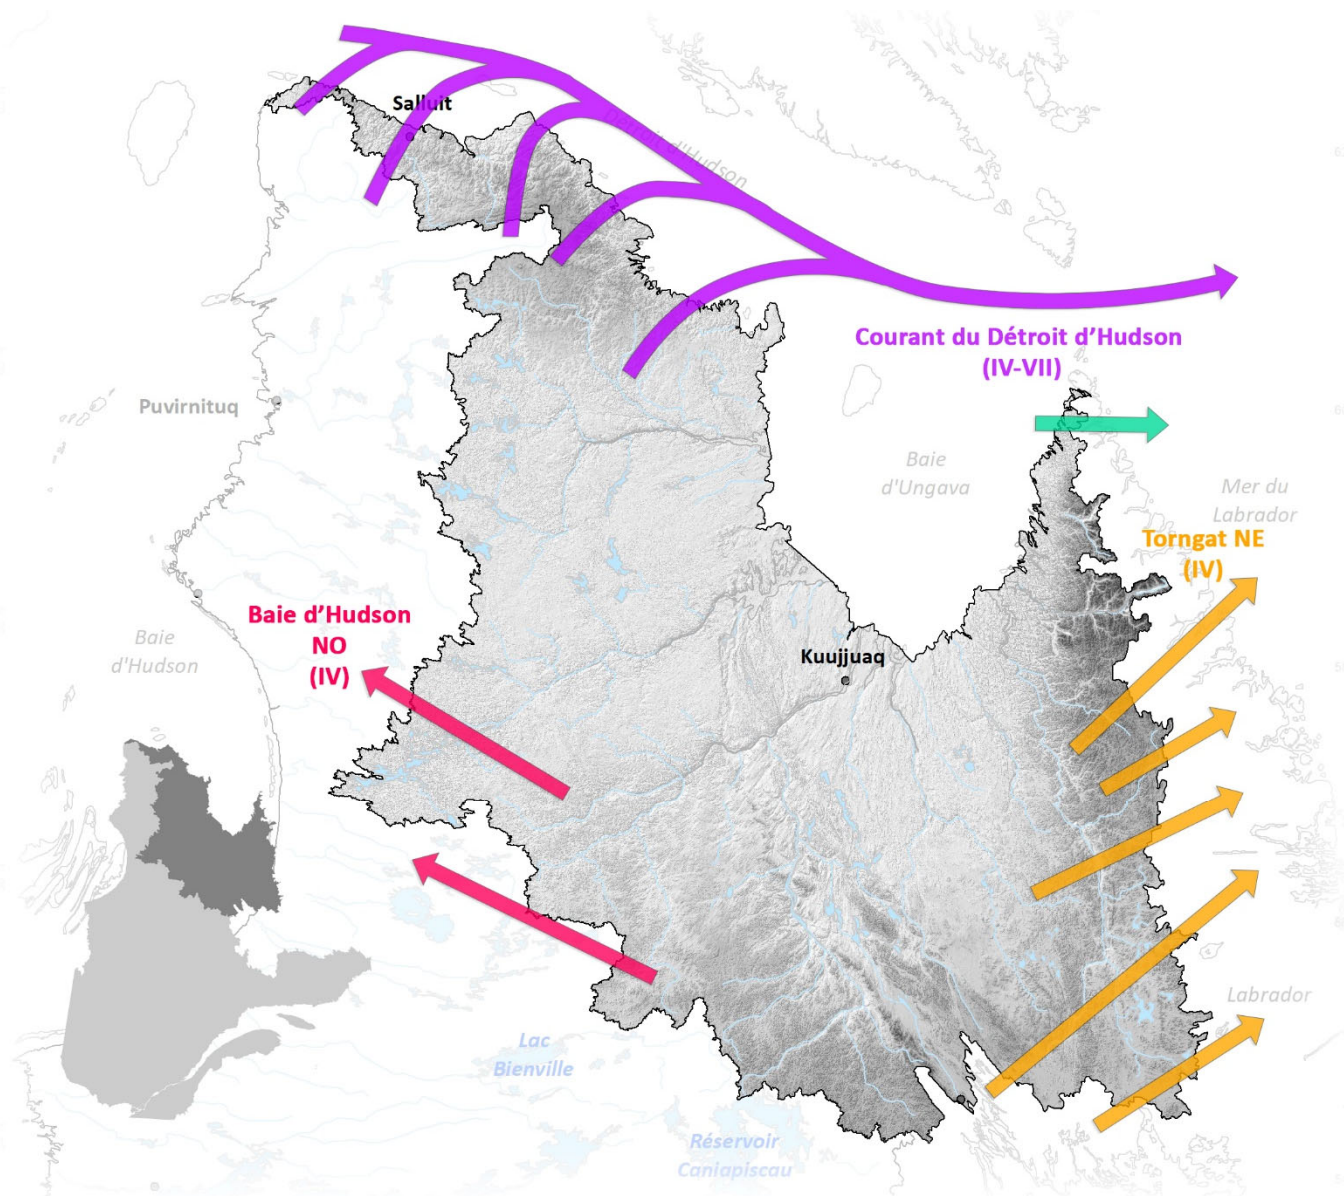 Salluit
Détroit d'Hudson
Courant du Détroit d'Hudson
(IV-VII)
Puvirnituq
Baie
d'Ungava
Mer du
Labrador
Torngat NE
(IV)
Baie d'Hudson
NO
(IV)
Baie
d'Hudson
Kuujjuaq
Labrador
Lac
Bienville
Réservoir
Caniapiscau